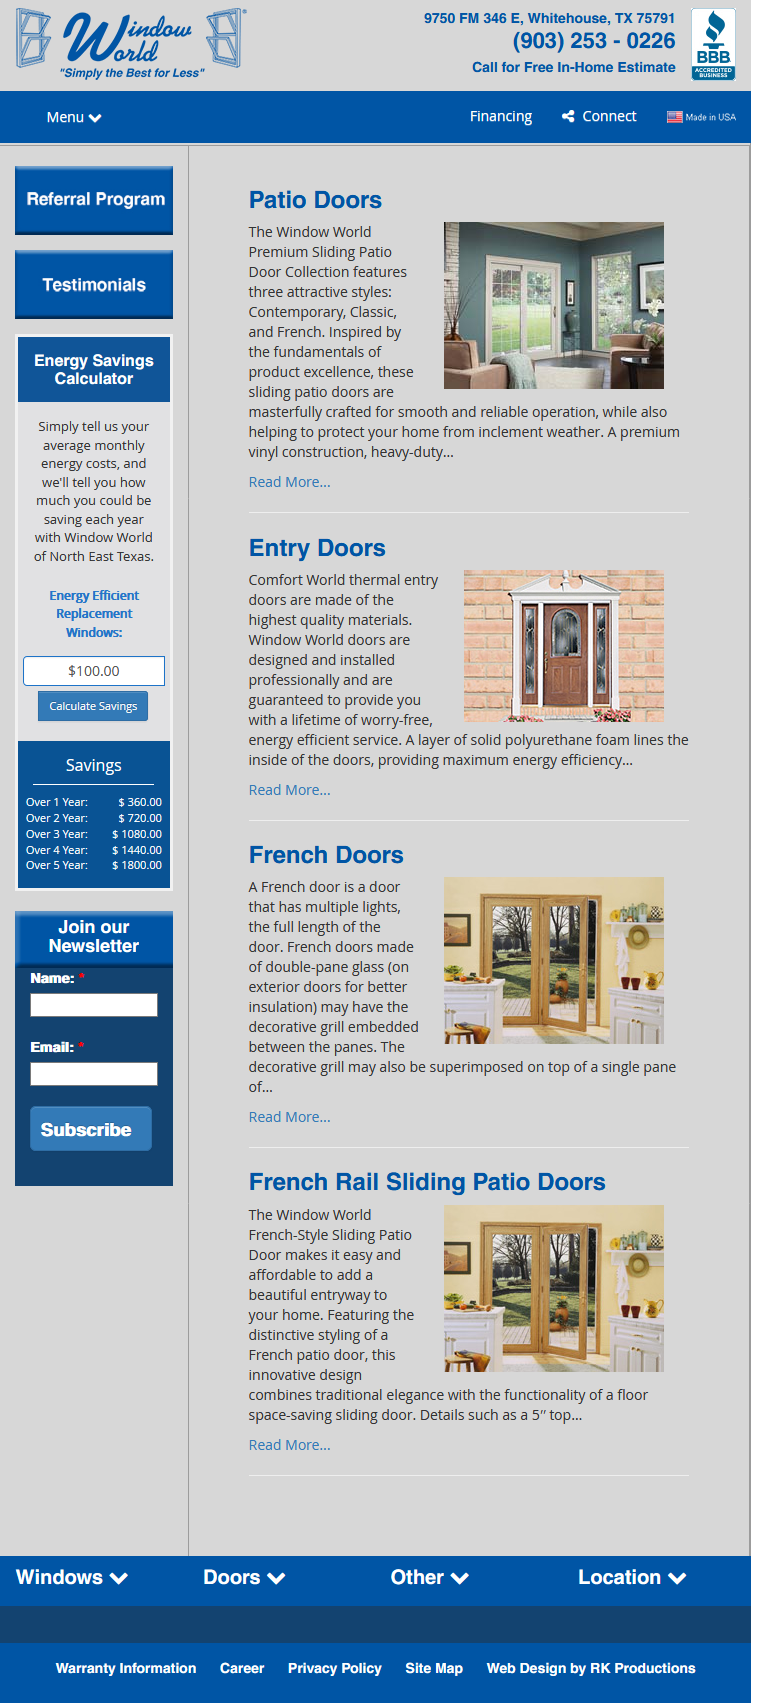 Window World
"Simply the Best for Less"
9750 FM 346 E, Whitehouse, TX 75791
(903) 253 - 0226
Call for Free In-Home Estimate
BBB
ACCREDITED
BUSINESS
Menu
Financing
Connect
Made in USA
Referral Program
Testimonials
Energy Savings
Calculator
Simply tell us your
average monthly
energy costs, and
we'll tell you how
much you could be
saving each year
with Window World
of North East Texas.
Energy Efficient
Replacement
Windows:
$100.00
Calculate Savings
Savings
Over 1 Year: $ 360.00
Over 2 Year: $ 720.00
Over 3 Year: $ 1080.00
Over 4 Year: $ 1440.00
Over 5 Year: $ 1800.00
Join our
Newsletter
Name: *
Email: *
Subscribe
Patio Doors
The Window World
Premium Sliding Patio
Door Collection features
three attractive styles:
Contemporary, Classic,
and French. Inspired by
the fundamentals of
product excellence, these
sliding patio doors are
masterfully crafted for smooth and reliable operation, while also
helping to protect your home from inclement weather. A premium
vinyl construction, heavy-duty...
Read More...
Entry Doors
Comfort World thermal entry
doors are made of the
highest quality materials.
Window World doors are
designed and installed
professionally and are
guaranteed to provide you
with a lifetime of worry-free,
energy efficient service. A layer of solid polyurethane foam lines the
inside of the doors, providing maximum energy efficiency...
Read More...
French Doors
A French door is a door
that has multiple lights,
the full length of the
door. French doors made
of double-pane glass (on
exterior doors for better
insulation) may have the
decorative grill embedded
between the panes. The
decorative grill may also be superimposed on top of a single pane
of...
Read More...
French Rail Sliding Patio Doors
The Window World
French-Style Sliding Patio
Door makes it easy and
affordable to add a
beautiful entryway to
your home. Featuring the
distinctive styling of a
French patio door, this
innovative design
combines traditional elegance with the functionality of a floor
space-saving sliding door. Details such as a 5″ top...
Read More...
Windows
Doors
Other
Location
Warranty Information
Career
Privacy Policy
Site Map
Web Design by RK Productions